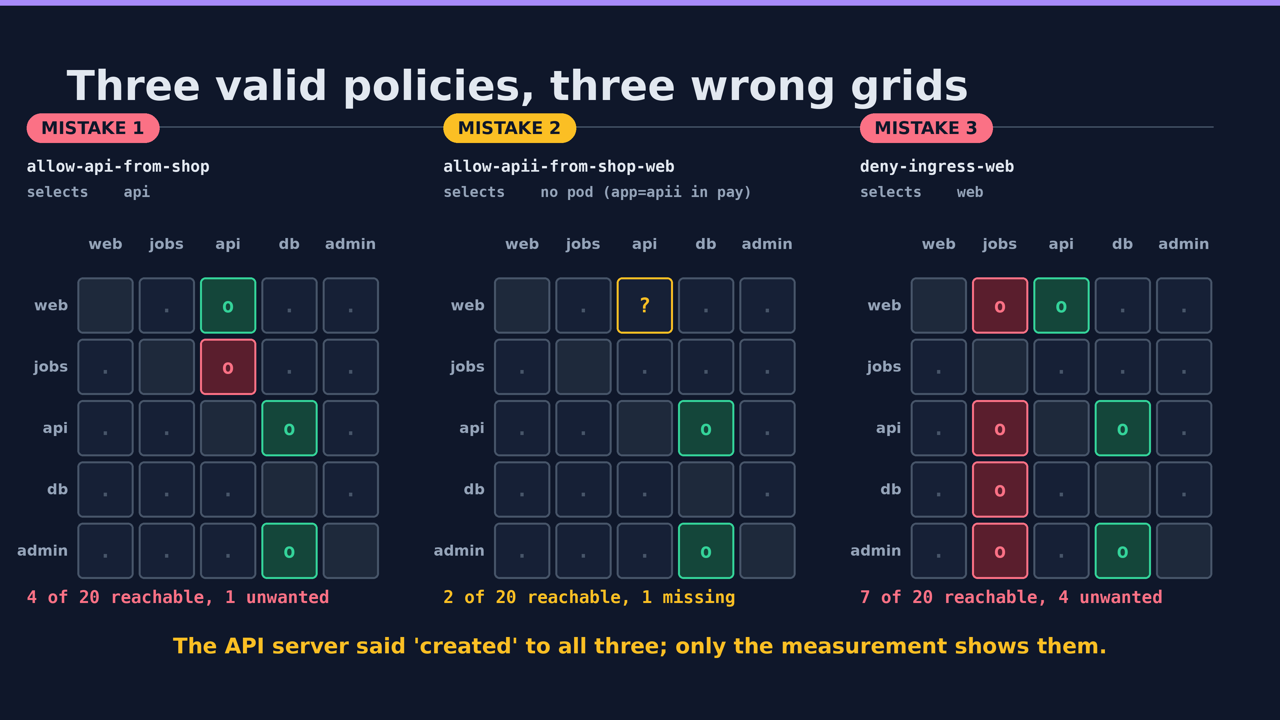 Three valid policies, three wrong grids
MISTAKE 1
allow-api-from-shop
selects api
web jobs api db admin
web . o . .
jobs . o . .
api . . o .
db . . . .
admin . . . o
4 of 20 reachable, 1 unwanted
MISTAKE 2
allow-apii-from-shop-web
selects no pod (app=apii in pay)
web jobs api db admin
web . ? . .
jobs . . . .
api . . o .
db . . . .
admin . . . o
2 of 20 reachable, 1 missing
MISTAKE 3
deny-ingress-web
selects web
web jobs api db admin
web o o . .
jobs . . . .
api . o o .
db . o . .
admin . o . o
7 of 20 reachable, 4 unwanted
The API server said 'created' to all three; only the measurement shows them.